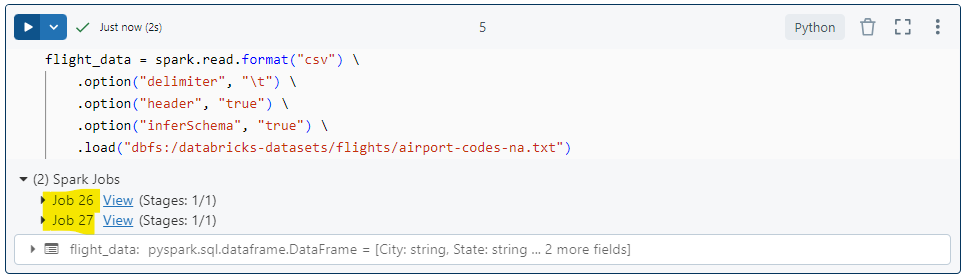 Just now (2s)
5
Python
flight_data = spark.read.format("csv") \
.option("delimiter", "\t") \
.option("header", "true") \
.option("inferSchema", "true") \
.load("dbfs:/databricks-datasets/flights/airport-codes-na.txt")
(2) Spark Jobs
Job 26 View (Stages: 1/1)
Job 27 View (Stages: 1/1)
flight_data: pyspark.sql.dataframe.DataFrame = [City: string, State: string ... 2 more fields]